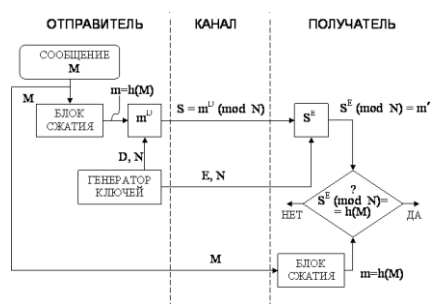 ОТПРАВИТЕЛЬ КАНАЛ ПОЛУЧАТЕЛЬ
СООБЩЕНИЕ
M
M
m=h(M)
БЛОК
СЖАТИЯ
m^D
S = m^D (mod N)
S^E
S^E (mod N) = m'
D, N
ГЕНЕРАТОР
КЛЮЧЕЙ
E, N
?
S^E (mod N)=
= h(M)
НЕТ
ДА
M
БЛОК
СЖАТИЯ
m=h(M)